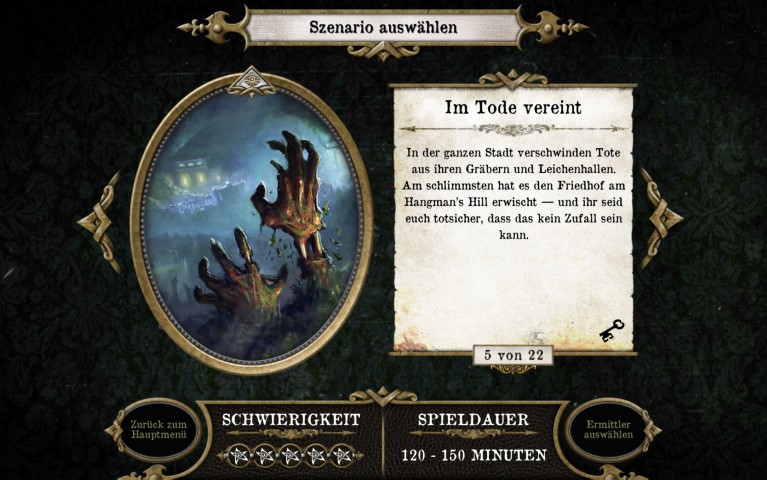 Szenario auswählen
Im Tode vereint
In der ganzen Stadt verschwinden Tote
aus ihren Gräbern und Leichenhallen.
Am schlimmsten hat es den Friedhof am
Hangman's Hill erwischt — und ihr seid
euch totsicher, dass das kein Zufall sein
kann.
5 von 22
Zurück zum
Hauptmenü
SCHWIERIGKEIT
SPIELDAUER
120 - 150 MINUTEN
Ermittler
auswählen